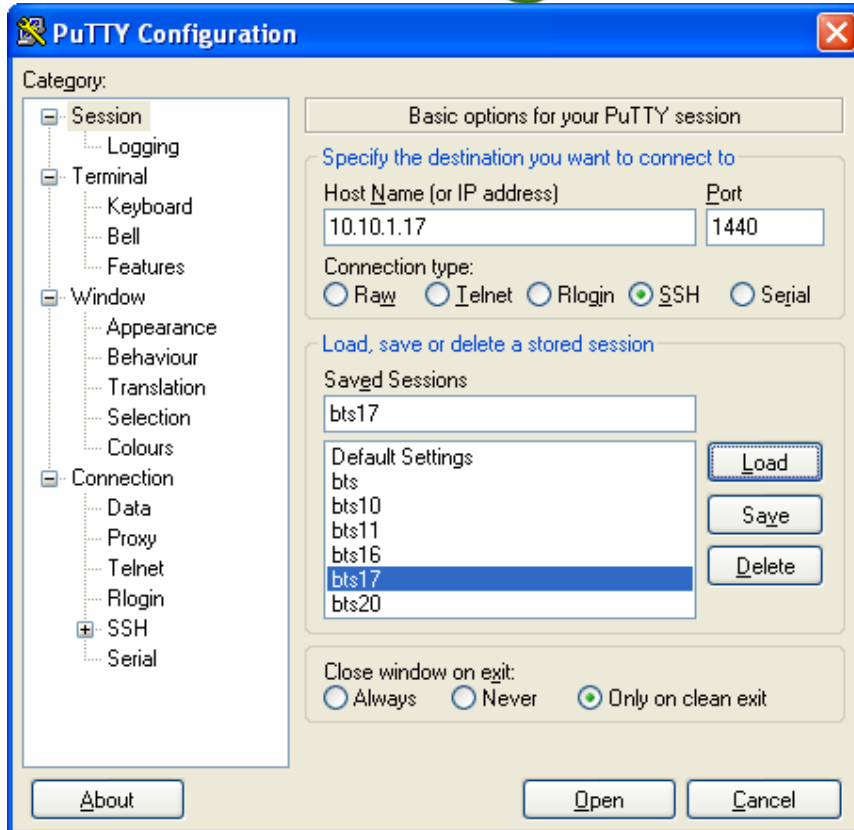 PuTTY Configuration
Category:
Session
Logging
Terminal
Keyboard
Bell
Features
Window
Appearance
Behaviour
Translation
Selection
Colours
Connection
Data
Proxy
Telnet
Rlogin
SSH
Serial
Basic options for your PuTTY session
Specify the destination you want to connect to
Host Name (or IP address) Port
10.10.1.17 1440
Connection type:
Raw Telnet Rlogin SSH Serial
Load, save or delete a stored session
Saved Sessions
bts17
Default Settings
bts
bts10
bts11
bts16
bts17
bts20
Load
Save
Delete
Close window on exit:
Always Never Only on clean exit
About Open Cancel